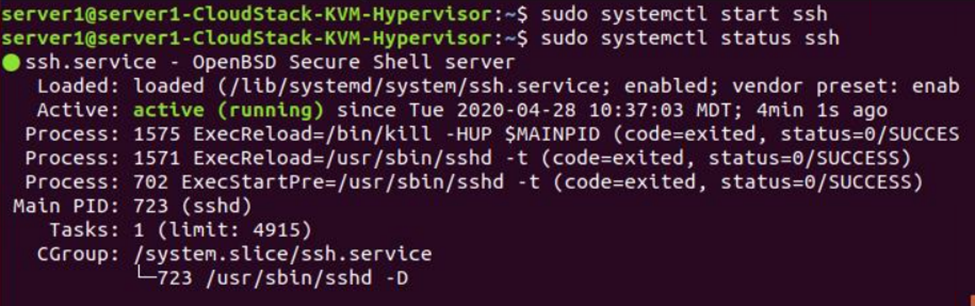 server1@server1-CloudStack-KVM-Hypervisor:~$ sudo systemctl start ssh
server1@server1-CloudStack-KVM-Hypervisor:~$ sudo systemctl status ssh
● ssh.service - OpenBSD Secure Shell server
   Loaded: loaded (/lib/systemd/system/ssh.service; enabled; vendor preset: enab
   Active: active (running) since Tue 2020-04-28 10:37:03 MDT; 4min 1s ago
  Process: 1575 ExecReload=/bin/kill -HUP $MAINPID (code=exited, status=0/SUCCES
  Process: 1571 ExecReload=/usr/sbin/sshd -t (code=exited, status=0/SUCCESS)
  Process: 702 ExecStartPre=/usr/sbin/sshd -t (code=exited, status=0/SUCCESS)
 Main PID: 723 (sshd)
    Tasks: 1 (limit: 4915)
   CGroup: /system.slice/ssh.service
           └─723 /usr/sbin/sshd -D